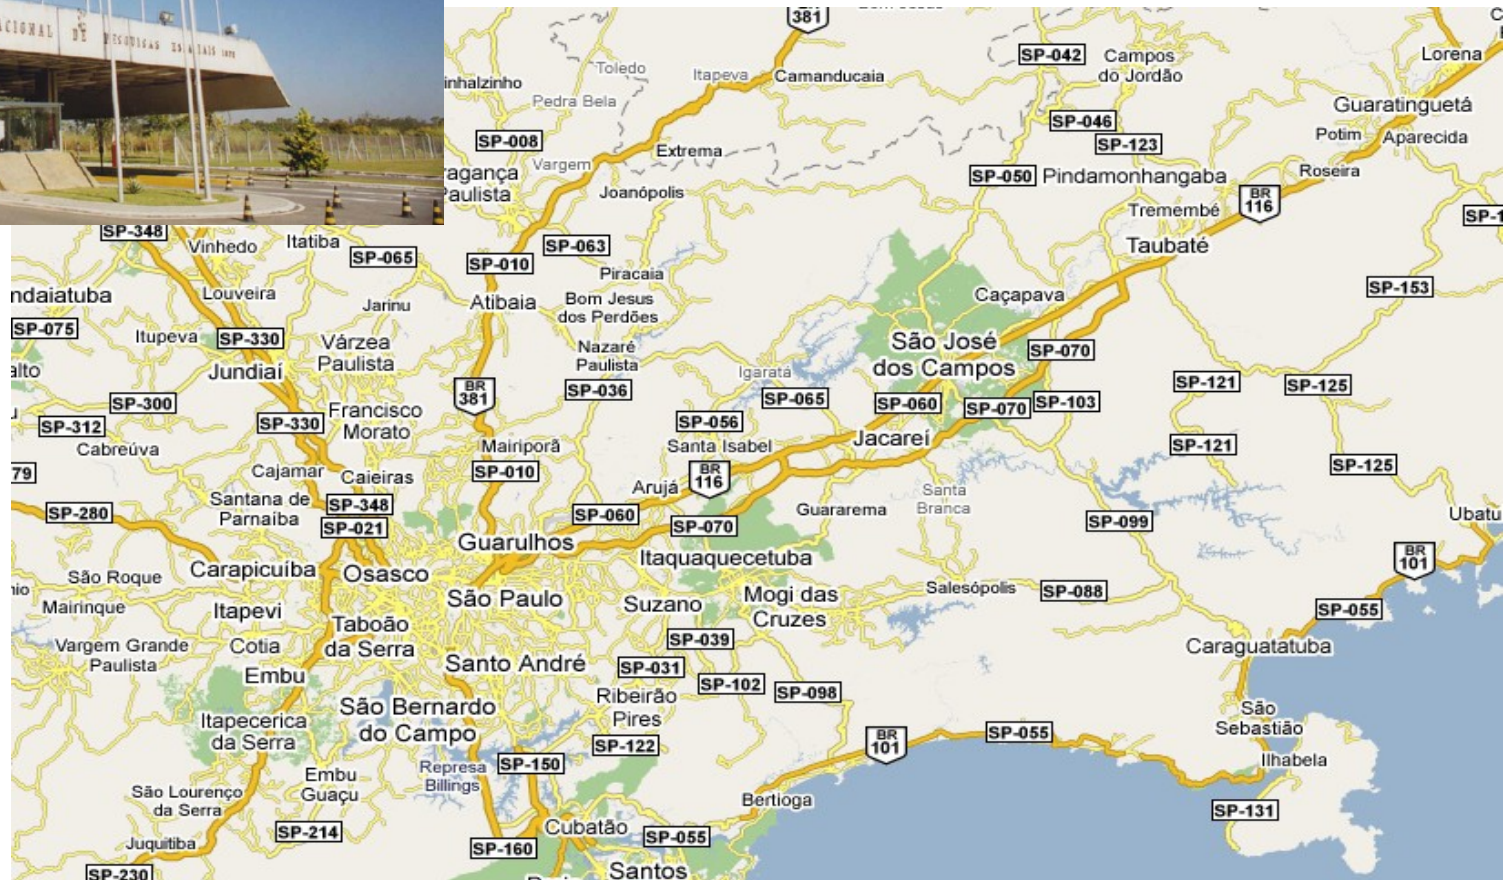 DE PESQUISAS ESPACIAIS INPE
BR
381
SP-042
Campos
do Jordão
Lorena
Toledo
Itapeva
Camanducaia
Pedra Bela
Guaratinguetá
SP-046
SP-008
SP-123
Potim
Aparecida
Extrema
Vargem
Roseira
SP-050
Pindamonhangaba
BR
116
Joanópolis
Paulista
Tremembé
SP-348
Vinhedo
Itatiba
SP-063
Taubaté
SP-065
SP-010
Piracaia
Louveira
Jarinu
Atibaia
Bom Jesus
dos Perdões
Caçapava
SP-153
SP-075
Itupeva
SP-330
Várzea
Paulista
Nazaré
Paulista
São José
dos Campos
SP-070
Jundiaí
Igaratá
SP-121
SP-125
BR
381
SP-036
SP-065
SP-060
SP-070
SP-103
SP-300
SP-330
Francisco
Morato
SP-056
SP-312
Cabreúva
Mairiporã
Santa Isabel
Jacareí
SP-121
Cajamar
Caieiras
SP-010
BR
116
SP-125
Arujá
Santana de
Parnaíba
SP-348
SP-280
SP-021
SP-060
SP-070
Guararema
Santa
Branca
SP-099
Guarulhos
Itaquaquecetuba
BR
101
Carapicuíba
Osasco
São Roque
Mairinque
Itapevi
São Paulo
Suzano
Mogi das
Cruzes
Salesópolis
SP-088
SP-055
Taboão
da Serra
SP-039
Vargem Grande
Paulista
Cotia
Embu
Santo André
SP-031
SP-102
SP-098
Caraguatatuba
Ribeirão
Pires
São Bernardo
do Campo
Itapecerica
da Serra
São
Sebastião
SP-122
BR
101
SP-055
Represa
Billings
SP-150
Ilhabela
Embu
Guaçu
São Lourenço
da Serra
Bertioga
SP-131
SP-214
Cubatão
SP-055
Juquitiba
SP-160
SP-230
Santos